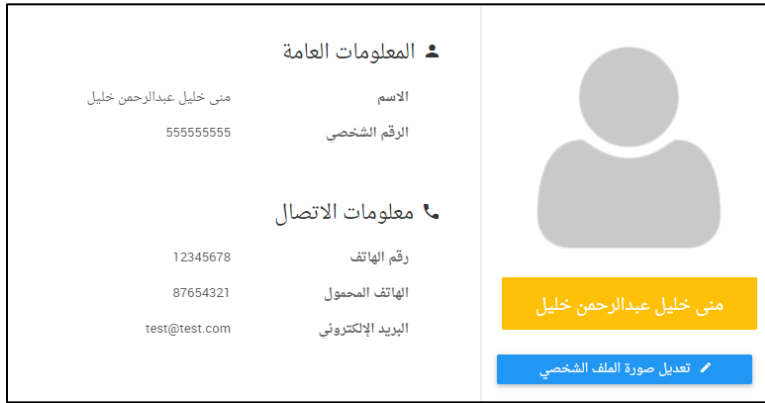 منى خليل عبدالرحمن خليل
تعديل صورة الملف الشخصي
المعلومات العامة
الاسم منى خليل عبدالرحمن خليل
الرقم الشخصي 555555555
معلومات الاتصال
رقم الهاتف 12345678
الهاتف المحمول 87654321
البريد الإلكتروني test@test.com